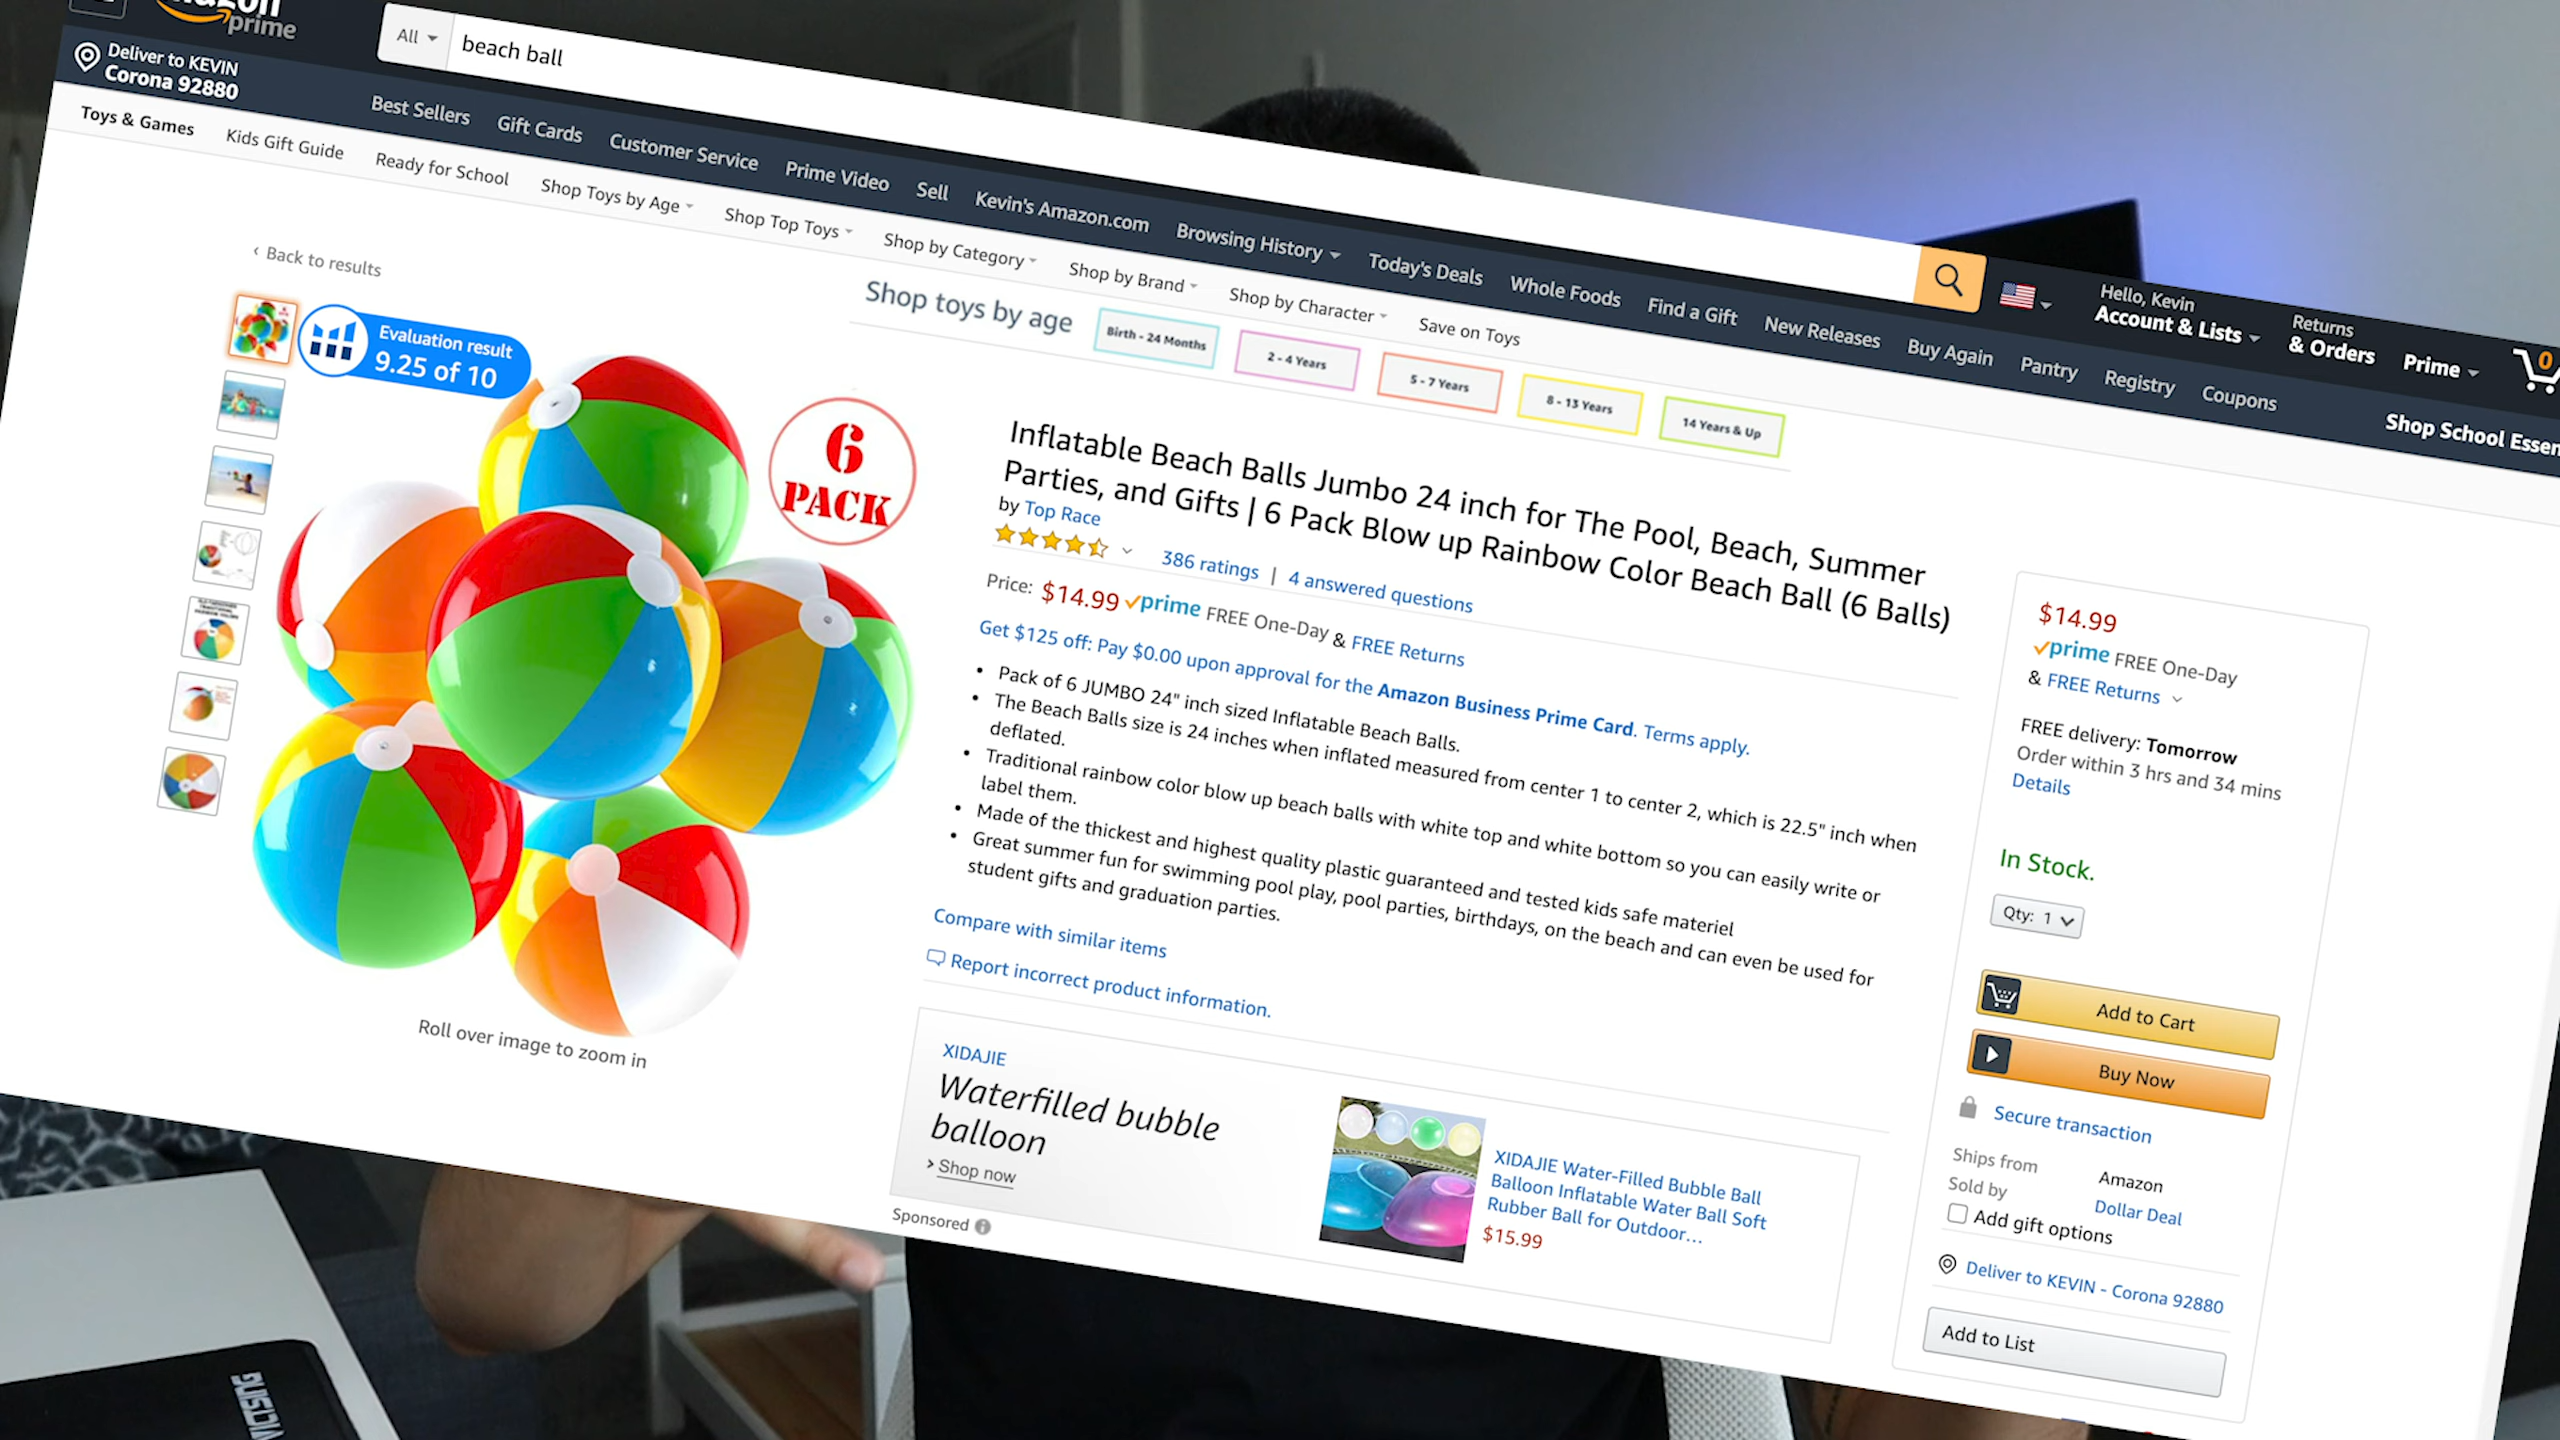 prime
All
beach ball
Deliver to KEVIN
Corona 92880
Best Sellers
Gift Cards
Customer Service
Prime Video
Sell
Kevin's Amazon.com
Browsing History
Today's Deals
Whole Foods
Find a Gift
New Releases
Buy Again
Pantry
Registry
Coupons
Hello, Kevin
Account & Lists
Returns
& Orders
Prime
0
Shop School
Toys & Games
Kids Gift Guide
Ready for School
Shop Toys by Age
Shop Top Toys
Shop by Category
Shop by Brand
Shop by Character
Save on Toys
Shop toys by age
Birth - 24 Months
2 - 4 Years
5 - 7 Years
8 - 13 Years
14 Years & Up
‹ Back to results
Evaluation result
9.25 of 10
6
PACK
Roll over image to zoom in
Inflatable Beach Balls Jumbo 24 inch for The Pool, Beach, Summer
Parties, and Gifts | 6 Pack Blow up Rainbow Color Beach Ball (6 Balls)
by Top Race
386 ratings | 4 answered questions
Price: $14.99 prime FREE One-Day & FREE Returns
Get $125 off: Pay $0.00 upon approval for the Amazon Business Prime Card. Terms apply.
• Pack of 6 JUMBO 24" inch sized Inflatable Beach Balls.
• The Beach Balls size is 24 inches when inflated measured from center 1 to center 2, which is 22.5" inch when
deflated.
• Traditional rainbow color blow up beach balls with white top and white bottom so you can easily write or
label them.
• Made of the thickest and highest quality plastic guaranteed and tested kids safe materiel
• Great summer fun for swimming pool play, pool parties, birthdays, on the beach and can even be used for
student gifts and graduation parties.
Compare with similar items
Report incorrect product information.
XIDAJIE
Waterfilled bubble
balloon
› Shop now
XIDAJIE Water-Filled Bubble Ball
Balloon Inflatable Water Ball Soft
Rubber Ball for Outdoor...
$15.99
Sponsored
$14.99
prime FREE One-Day
& FREE Returns
FREE delivery: Tomorrow
Order within 3 hrs and 34 mins
Details
In Stock.
Qty: 1
Add to Cart
Buy Now
Secure transaction
Ships from Amazon
Sold by Dollar Deal
Add gift options
Deliver to KEVIN - Corona 92880
Add to List